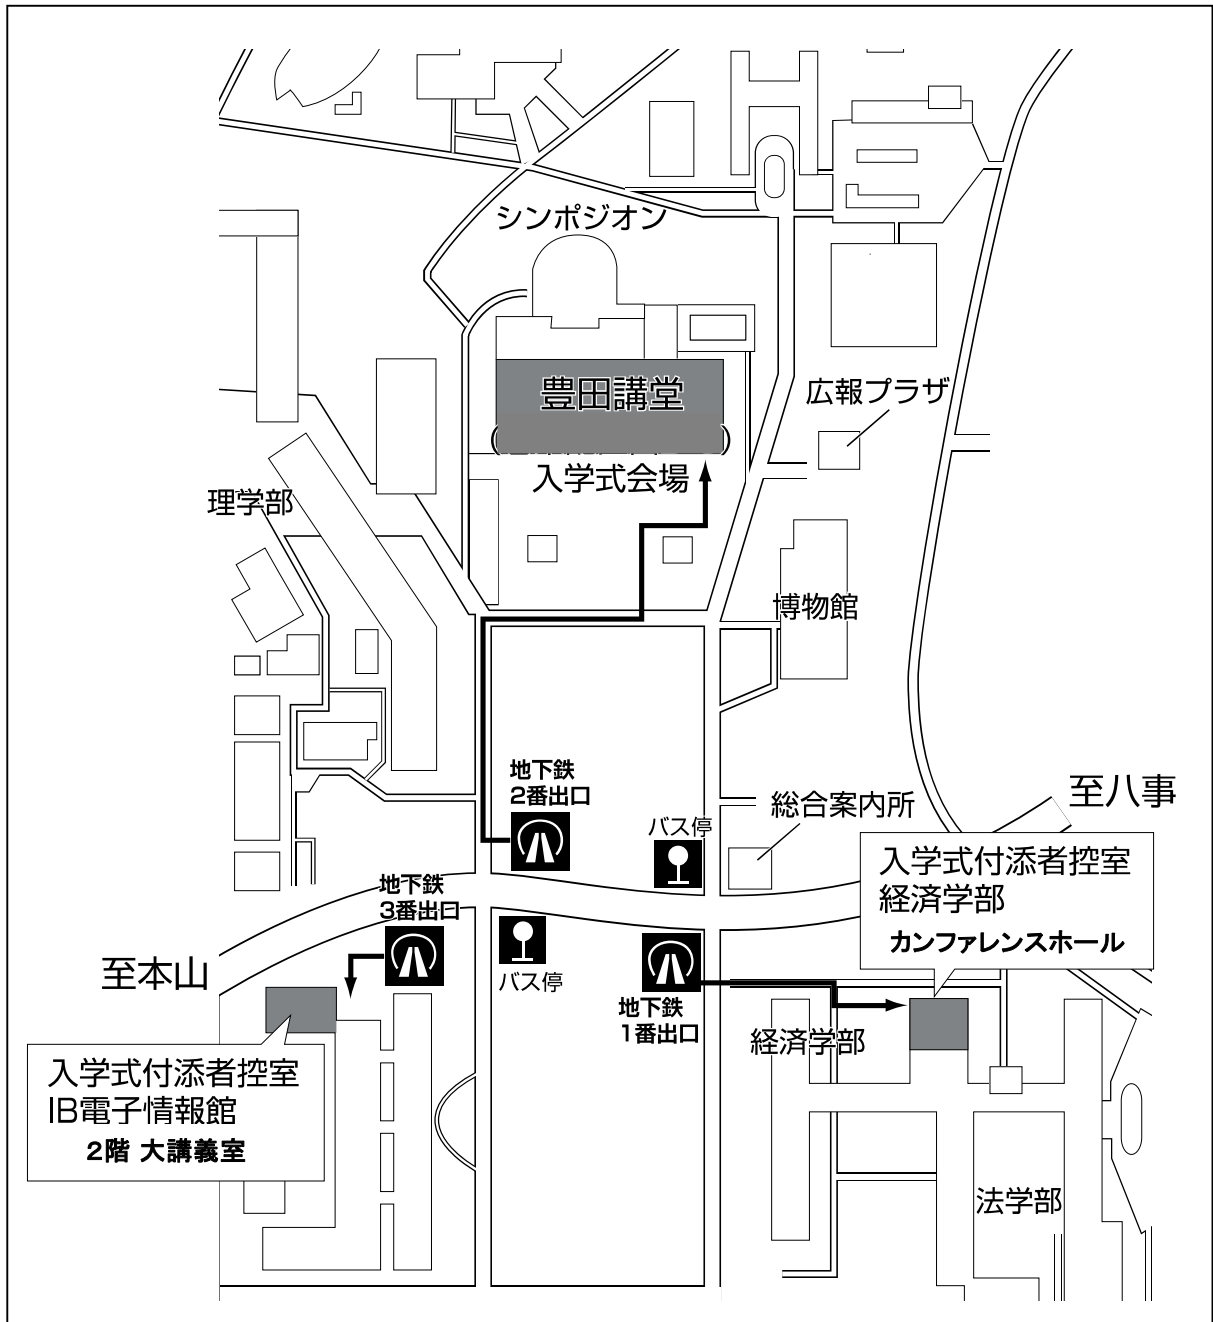 シンポジオン
豊田講堂
入学式会場
広報プラザ
理学部
博物館
地下鉄
2番出口
バス停
総合案内所
至八事
入学式付添者控室
経済学部
カンファレンスホール
地下鉄
3番出口
バス停
至本山
地下鉄
1番出口
経済学部
入学式付添者控室
IB電子情報館
2階 大講義室
法学部